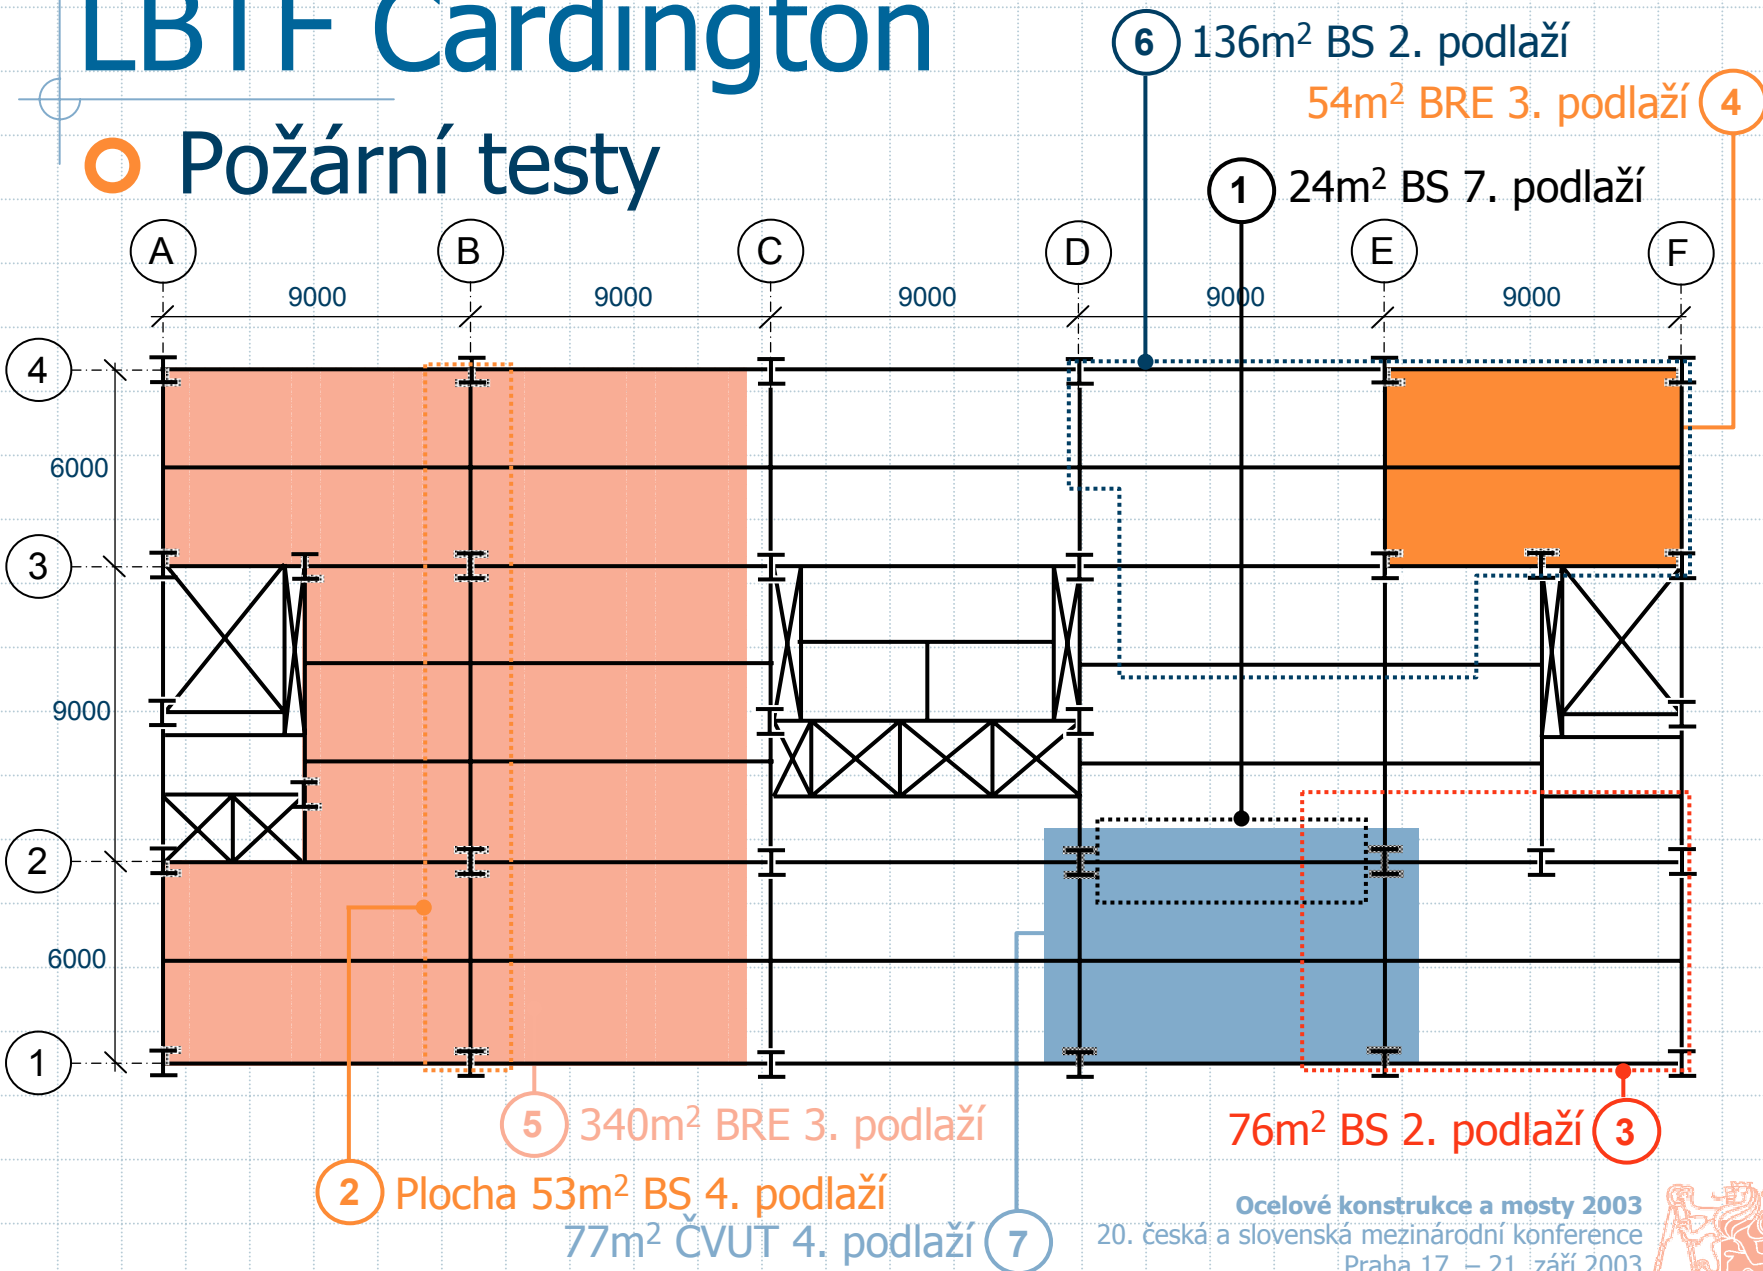 LBTF Cardington
Požární testy
6 136m² BS 2. podlaží
54m² BRE 3. podlaží 4
1 24m² BS 7. podlaží
A B C D E F
9000 9000 9000 9000 9000
4
6000
3
9000
2
6000
1
5 340m² BRE 3. podlaží
76m² BS 2. podlaží 3
2 Plocha 53m² BS 4. podlaží
77m² ČVUT 4. podlaží 7
Ocelové konstrukce a mosty 2003
20. česká a slovenská mezinárodní konference
Praha 17. – 21. září 2003